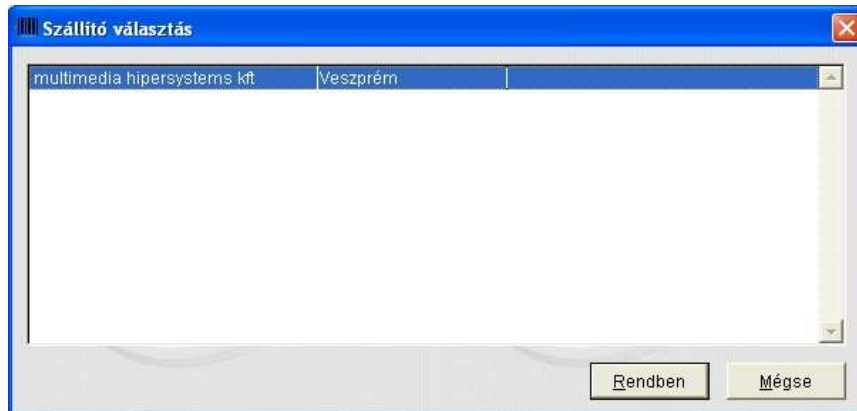 Szállító választás
multimedia hipersystems kft Veszprém
Rendben Mégse